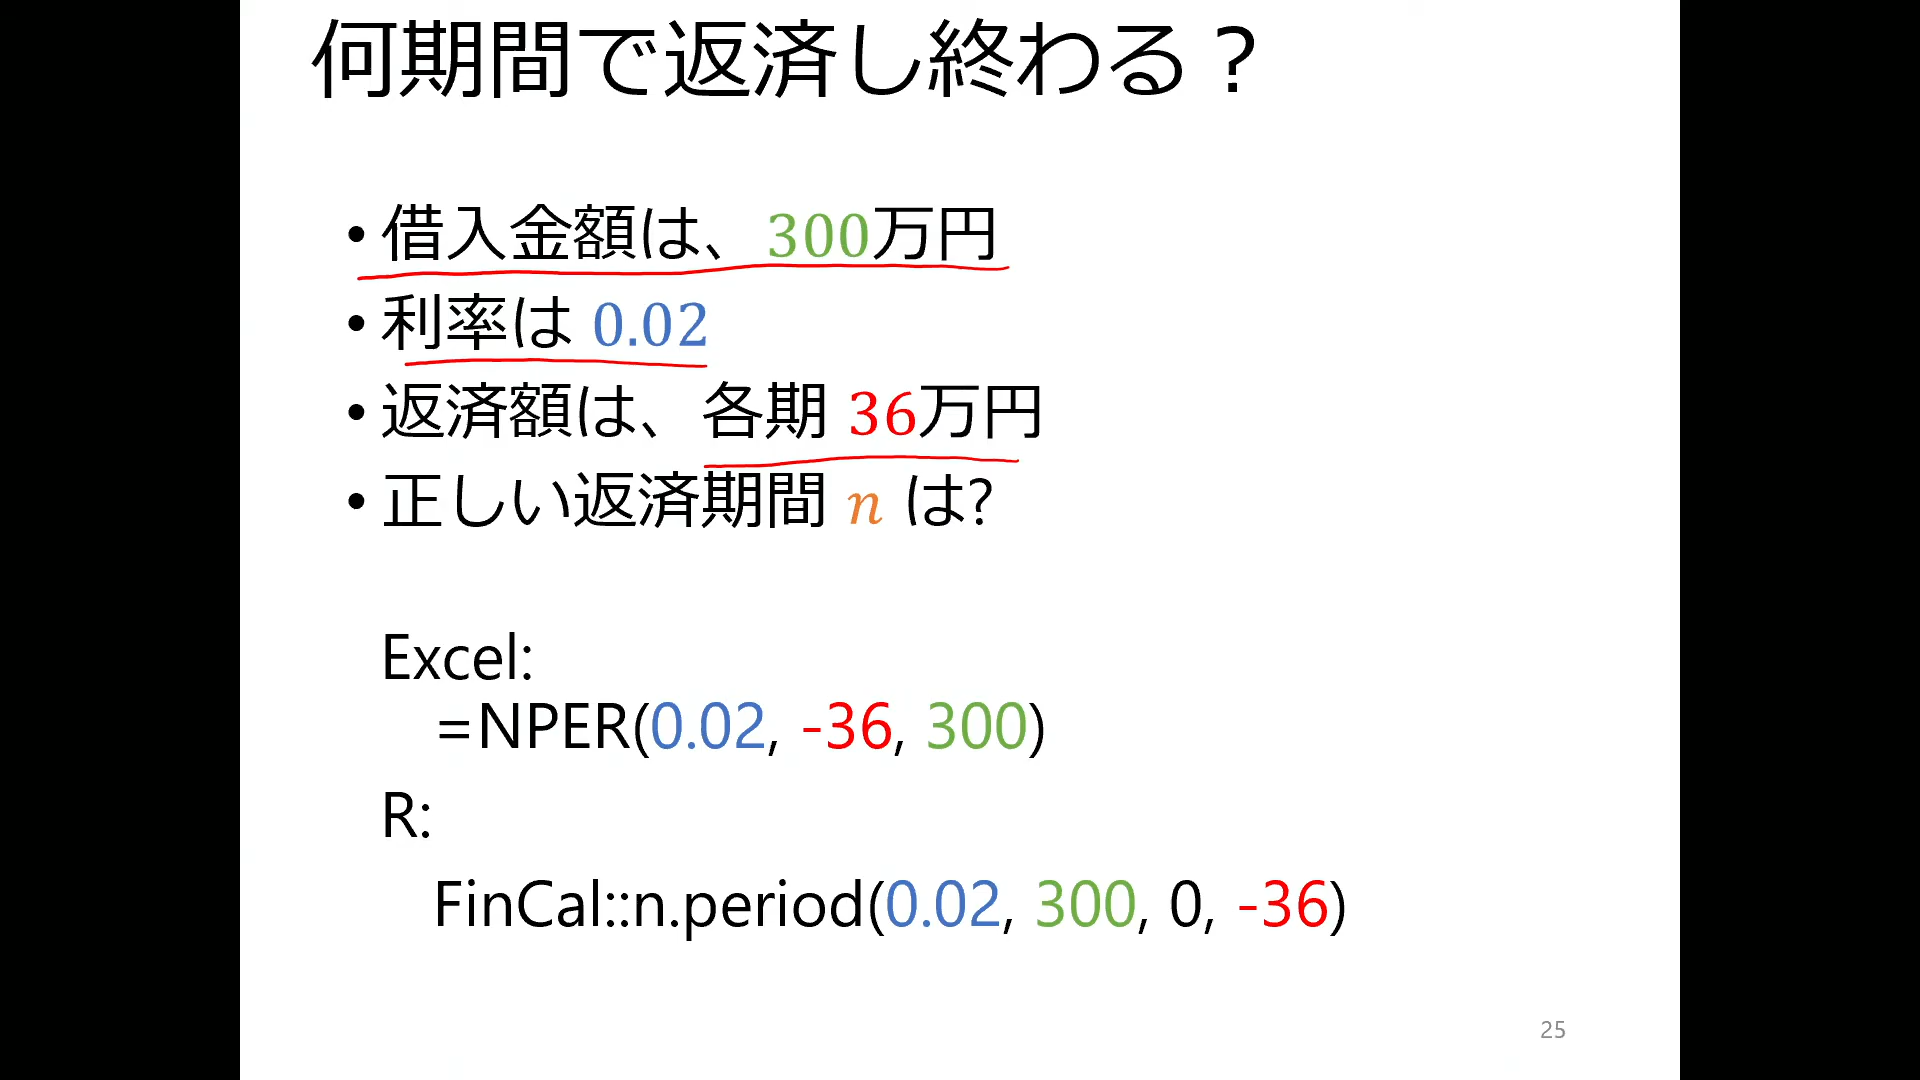 何期間で返済し終わる？
• 借入金額は、300万円
• 利率は 0.02
• 返済額は、各期 36万円
• 正しい返済期間 n は?
Excel:
=NPER(0.02, -36, 300)
R:
FinCal::n.period(0.02, 300, 0, -36)
25